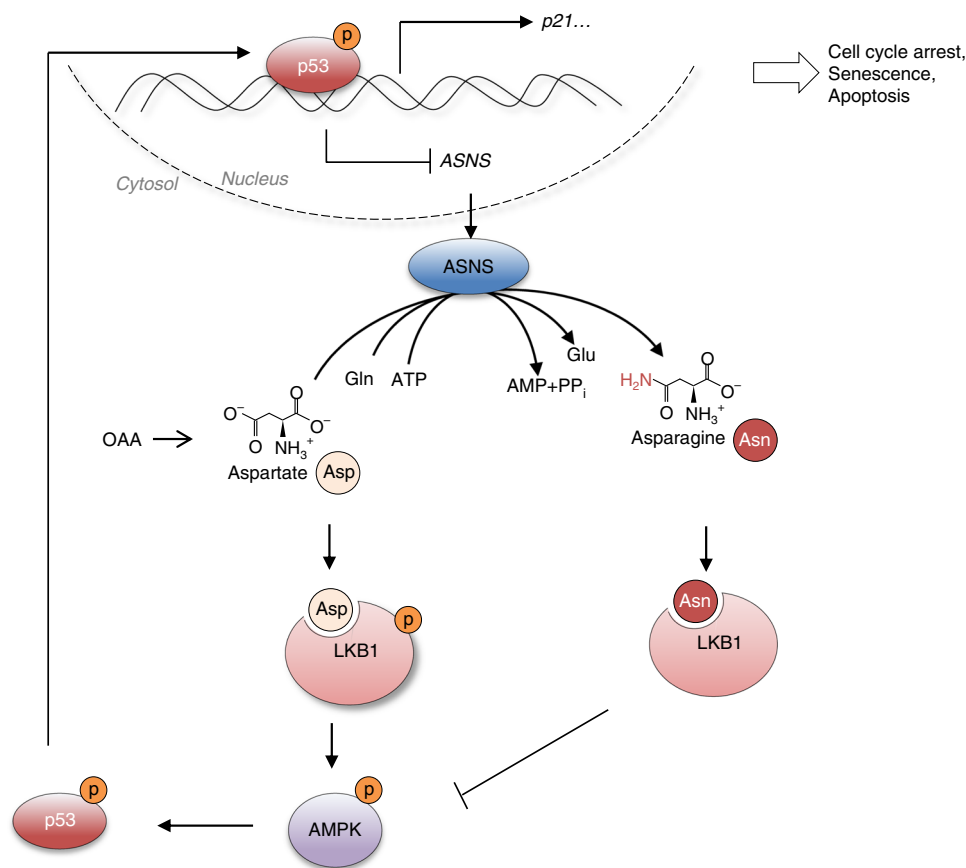 p21...
p
p53
Cell cycle arrest,
Senescence,
Apoptosis
ASNS
Cytosol
Nucleus
ASNS
Gln
ATP
AMP+PPi
Glu
O⁻
O
O
O⁻
NH₃⁺
OAA
Aspartate
Asp
H₂N
O
O
O⁻
NH₃⁺
Asparagine
Asn
Asp
p
LKB1
Asn
LKB1
p
p53
p
AMPK